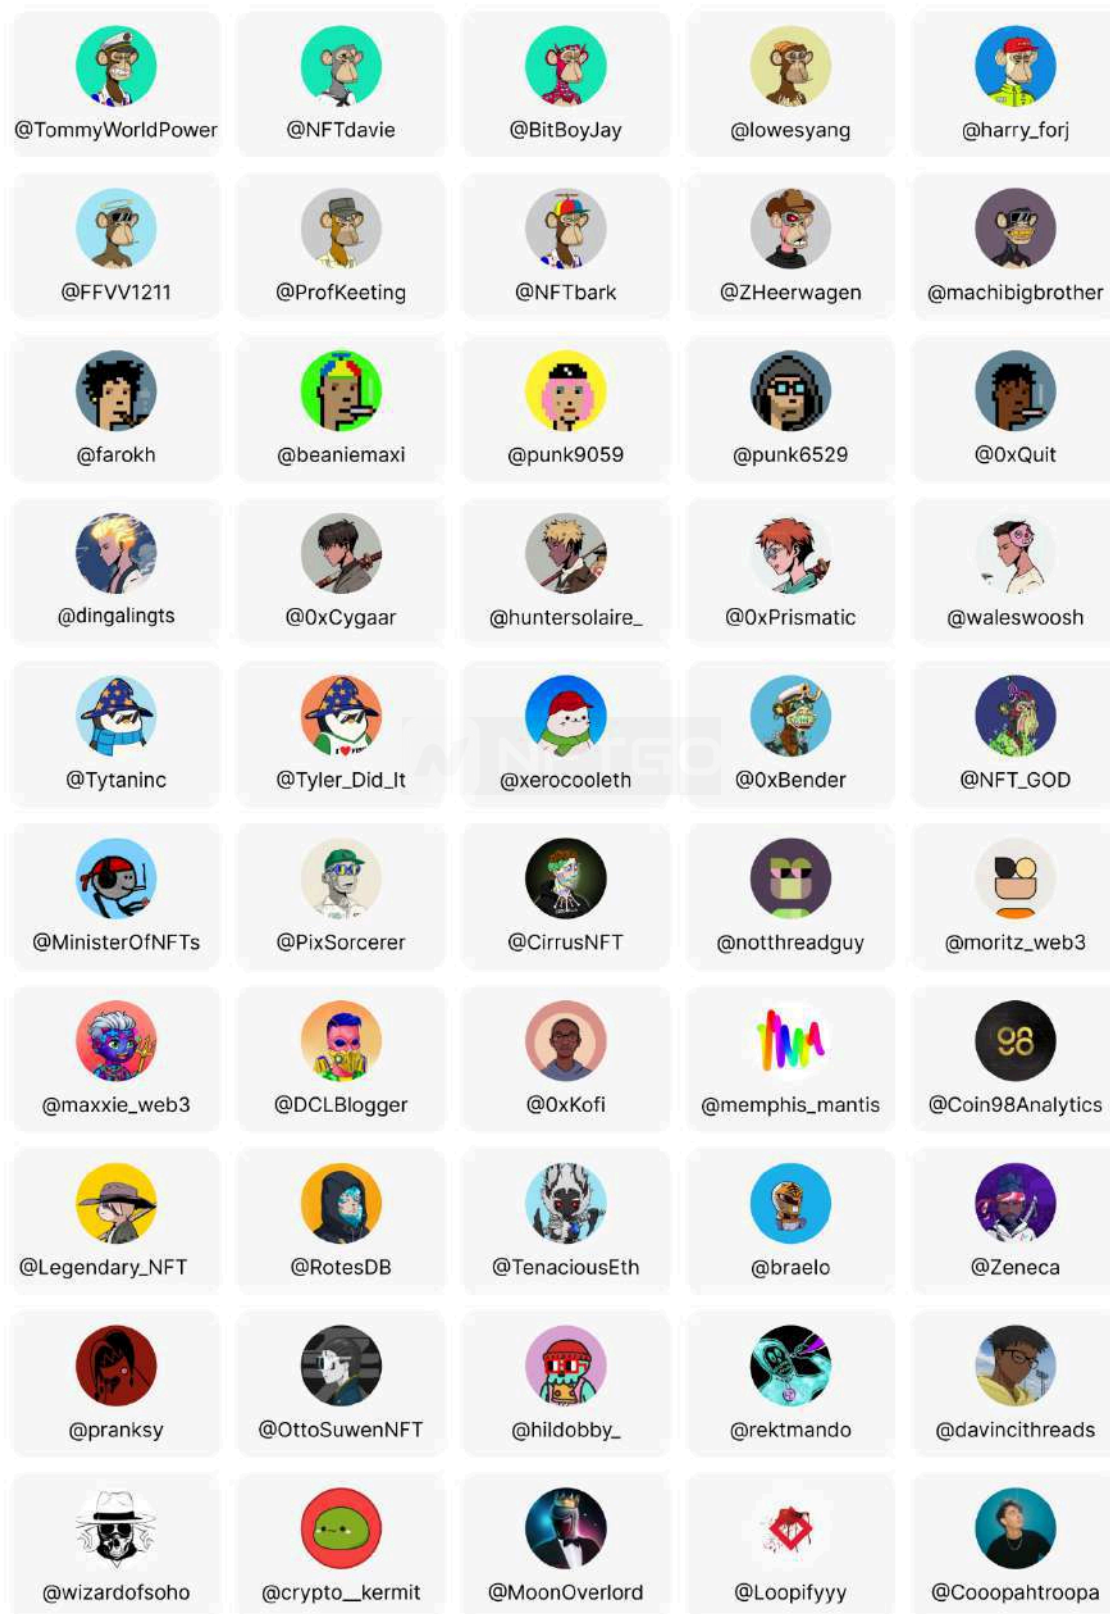 @TommyWorldPower @NFTdavie @BitBoyJay @lowesyang @harry_forj
@FFVV1211 @ProfKeeting @NFTbark @ZHeerwagen @machibigbrother
@farokh @beaniemaxi @punk9059 @punk6529 @0xQuit
@dingalingts @0xCygaar @huntersolaire_ @0xPrismatic @waleswoosh
@Tytaninc @Tyler_Did_It @xerocooleth @0xBender @NFT_GOD
NFTGO
@MinisterOfNFTs @PixSorcerer @CirrusNFT @notthreadguy @moritz_web3
98
@maxxie_web3 @DCLBlogger @0xKofi @memphis_mantis @Coin98Analytics
@Legendary_NFT @RotesDB @TenaciousEth @braelo @Zeneca
@pranksy @OttoSuwenNFT @hildobby_ @rektmando @davincithreads
@wizardofsoho @crypto__kermit @MoonOverlord @Loopifyyy @Cooopahtroopa